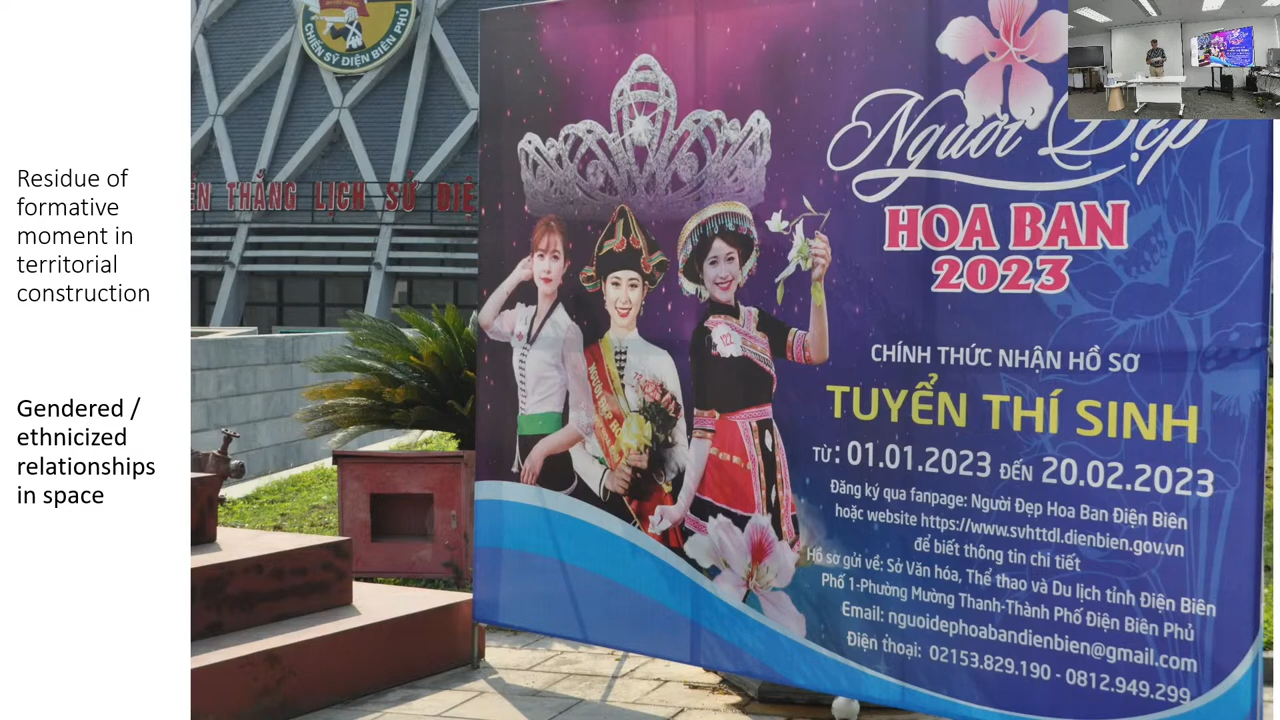 Residue of
formative
moment in
territorial
construction
Gendered /
ethnicized
relationships
in space
CHIẾN SỸ ĐIỆN BIÊN PHỦ
ẾN THẮNG LỊCH SỬ ĐIỆ
Người Đẹp
HOA BAN
2023
CHÍNH THỨC NHẬN HỒ SƠ
TUYỂN THÍ SINH
TỪ: 01.01.2023 ĐẾN 20.02.2023
Đăng ký qua fanpage: Người Đẹp Hoa Ban Điện Biên
hoặc website https://www.svhttdl.dienbien.gov.vn
để biết thông tin chi tiết
Hồ sơ gửi về: Sở Văn hóa, Thể thao và Du lịch tỉnh Điện Biên
Phố 1-Phường Mường Thanh-Thành Phố Điện Biên Phủ
Email: nguoidephoabandienbien@gmail.com
Điện thoại: 02153.829.190 - 0812.949.299
NGƯỜI ĐẸP
122